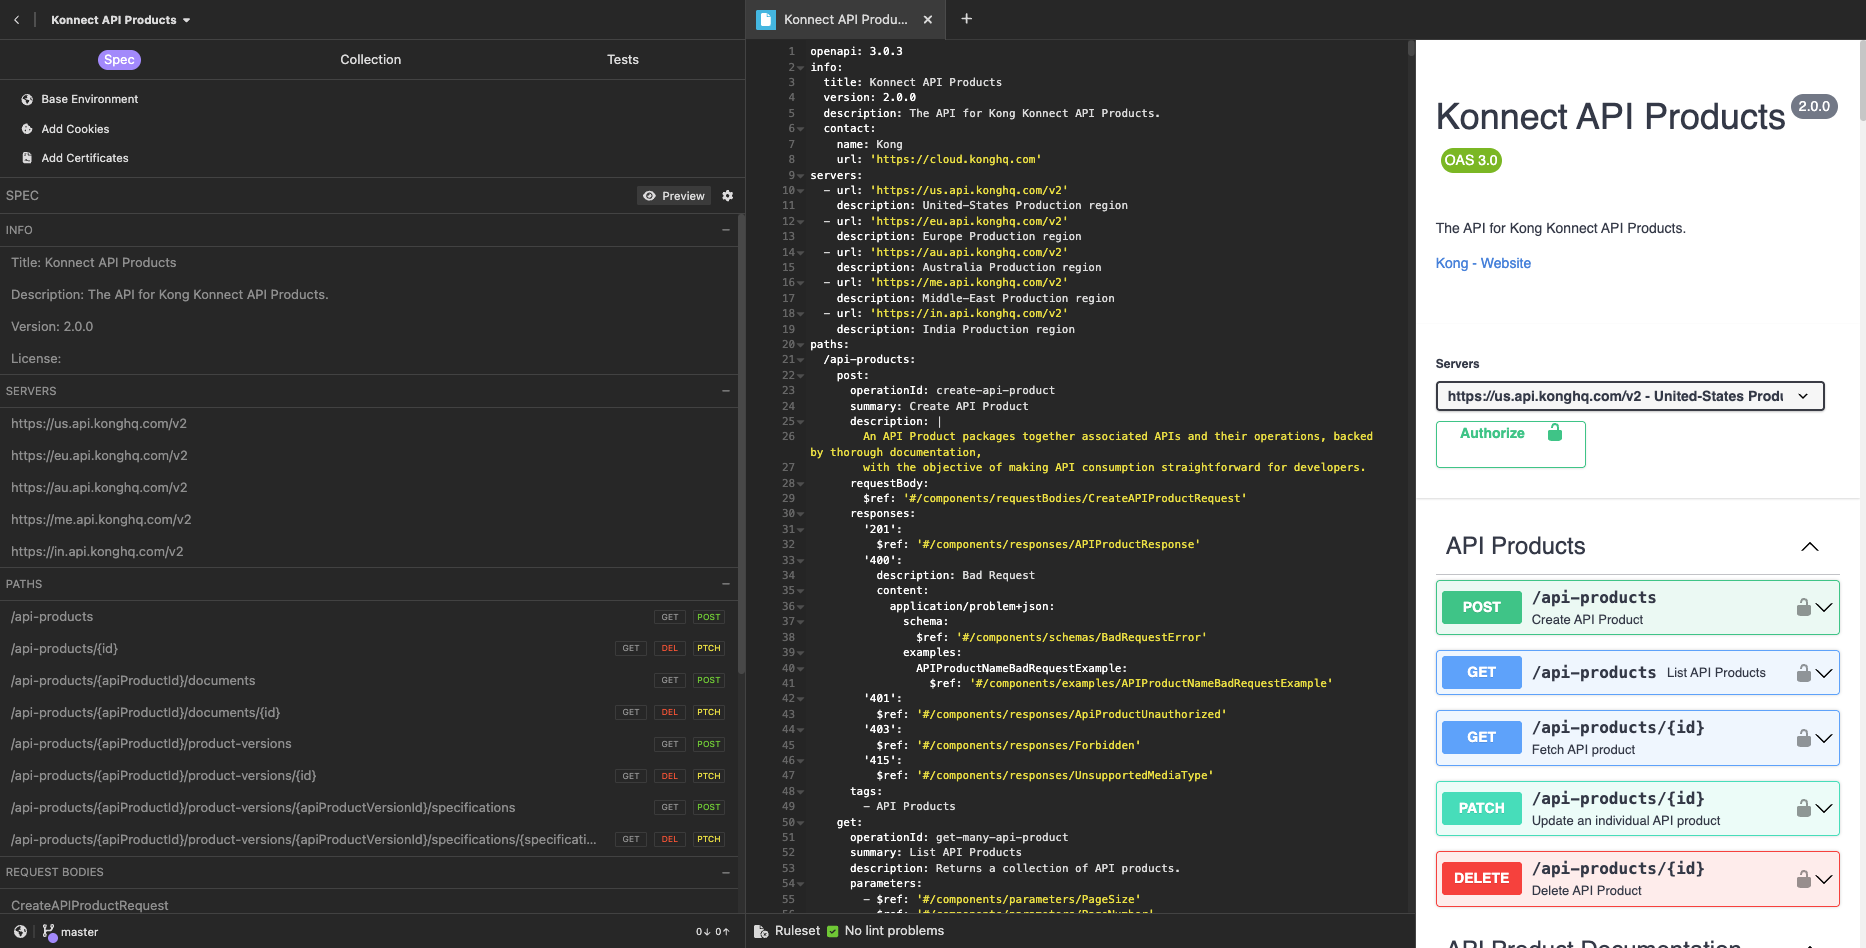 Konnect API Products
Spec
Collection
Tests
Base Environment
Add Cookies
Add Certificates
SPEC
Preview
INFO
Title: Konnect API Products
Description: The API for Kong Konnect API Products.
Version: 2.0.0
License:
SERVERS
https://us.api.konghq.com/v2
https://eu.api.konghq.com/v2
https://au.api.konghq.com/v2
https://me.api.konghq.com/v2
https://in.api.konghq.com/v2
PATHS
/api-products GET POST
/api-products/{id} GET DEL PTCH
/api-products/{apiProductId}/documents GET POST
/api-products/{apiProductId}/documents/{id} GET DEL PTCH
/api-products/{apiProductId}/product-versions GET POST
/api-products/{apiProductId}/product-versions/{id} GET DEL PTCH
/api-products/{apiProductId}/product-versions/{apiProductVersionId}/specifications GET POST
/api-products/{apiProductId}/product-versions/{apiProductVersionId}/specifications/{specificati... GET DEL PTCH
REQUEST BODIES
CreateAPIProductRequest
master
0↓ 0↑
Konnect API Produ...
1 openapi: 3.0.3
2 info:
3 title: Konnect API Products
4 version: 2.0.0
5 description: The API for Kong Konnect API Products.
6 contact:
7 name: Kong
8 url: 'https://cloud.konghq.com'
9 servers:
10 - url: 'https://us.api.konghq.com/v2'
11 description: United-States Production region
12 - url: 'https://eu.api.konghq.com/v2'
13 description: Europe Production region
14 - url: 'https://au.api.konghq.com/v2'
15 description: Australia Production region
16 - url: 'https://me.api.konghq.com/v2'
17 description: Middle-East Production region
18 - url: 'https://in.api.konghq.com/v2'
19 description: India Production region
20 paths:
21 /api-products:
22 post:
23 operationId: create-api-product
24 summary: Create API Product
25 description: |
26 An API Product packages together associated APIs and their operations, backed
by thorough documentation,
27 with the objective of making API consumption straightforward for developers.
28 requestBody:
29 $ref: '#/components/requestBodies/CreateAPIProductRequest'
30 responses:
31 '201':
32 $ref: '#/components/responses/APIProductResponse'
33 '400':
34 description: Bad Request
35 content:
36 application/problem+json:
37 schema:
38 $ref: '#/components/schemas/BadRequestError'
39 examples:
40 APIProductNameBadRequestExample:
41 $ref: '#/components/examples/APIProductNameBadRequestExample'
42 '401':
43 $ref: '#/components/responses/ApiProductUnauthorized'
44 '403':
45 $ref: '#/components/responses/Forbidden'
46 '415':
47 $ref: '#/components/responses/UnsupportedMediaType'
48 tags:
49 - API Products
50 get:
51 operationId: get-many-api-product
52 summary: List API Products
53 description: Returns a collection of API products.
54 parameters:
55 - $ref: '#/components/parameters/PageSize'
Ruleset
No lint problems
Konnect API Products 2.0.0
OAS 3.0
The API for Kong Konnect API Products.
Kong - Website
Servers
https://us.api.konghq.com/v2 - United-States Produ
Authorize
API Products
POST /api-products
Create API Product
GET /api-products List API Products
GET /api-products/{id}
Fetch API product
PATCH /api-products/{id}
Update an individual API product
DELETE /api-products/{id}
Delete API Product
API Product Documentation